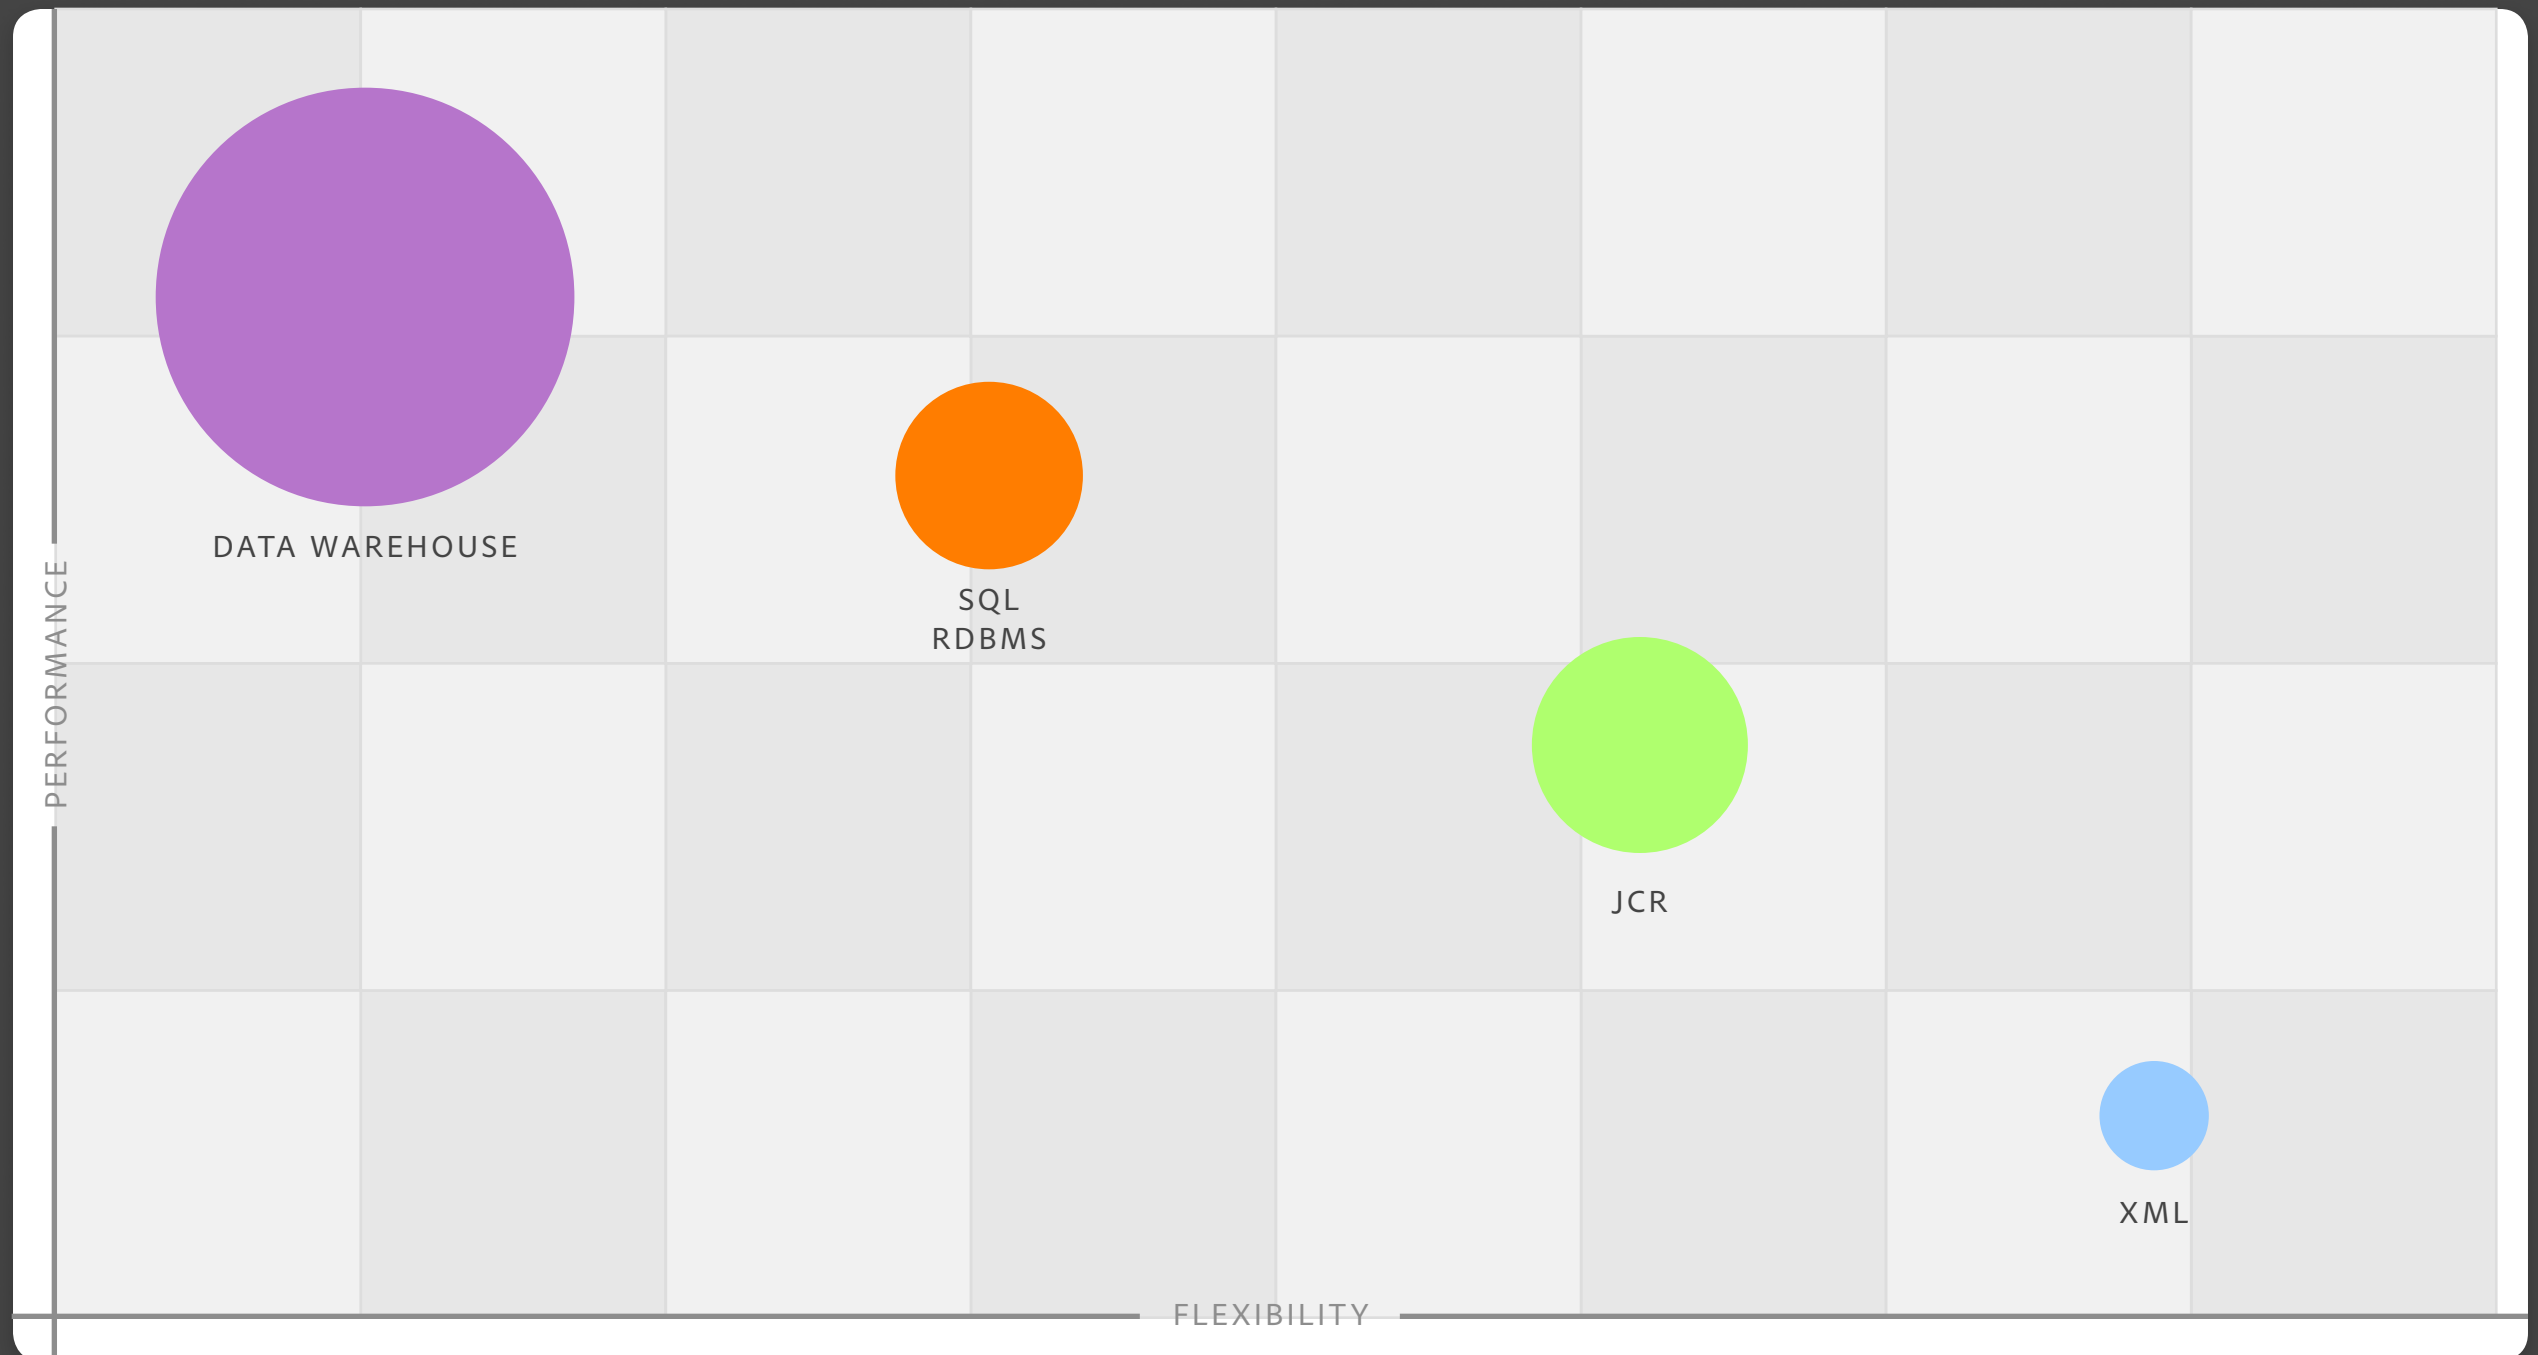 DATA WAREHOUSE
SQL
RDBMS
PERFORMANCE
JCR
XML
FLEXIBILITY